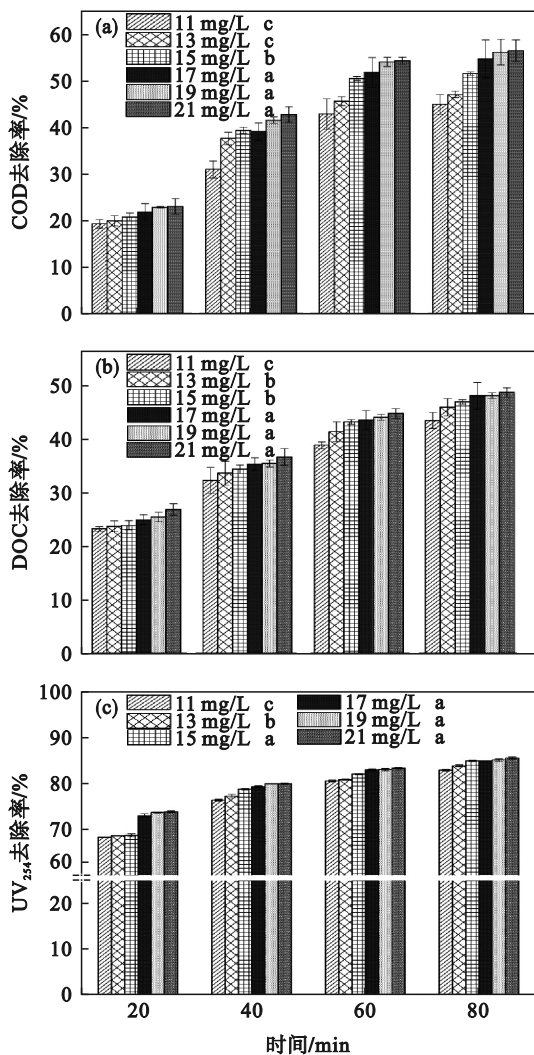 (a)
11 mg/L c
13 mg/L c
15 mg/L b
17 mg/L a
19 mg/L a
21 mg/L a
60
50
40
30
20
10
0
COD去除率/%
(b)
11 mg/L c
13 mg/L b
15 mg/L b
17 mg/L a
19 mg/L a
21 mg/L a
50
40
30
20
10
0
DOC去除率/%
(c)
11 mg/L c
13 mg/L b
15 mg/L a
17 mg/L a
19 mg/L a
21 mg/L a
100
90
80
70
60
20
10
0
UV254去除率/%
20 40 60 80
时间/min